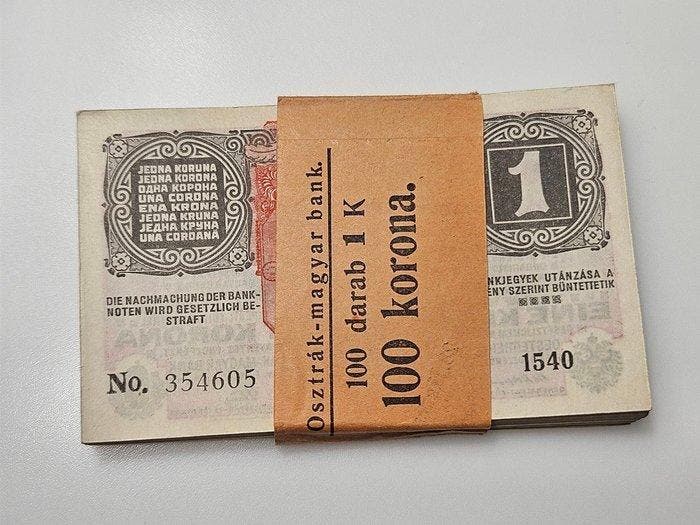 JEDNA KORUNA
JEDNA KORONA
ОДНА КОРОНА
UNA CORONA
ENA KRONA
JEDNA KRUNA
ЈЕДНА КРУНА
UNA COROANĂ
DIE NACHMACHUNG DER BANK-
NOTEN WIRD GESETZLICH BE-
STRAFT
No. 354605
Osztrák-magyar bank.
100 darab 1 K
100 korona.
1
NKJEGYEK UTÁNZÁSA A
NY SZERINT BÜNTETTETIK
1540